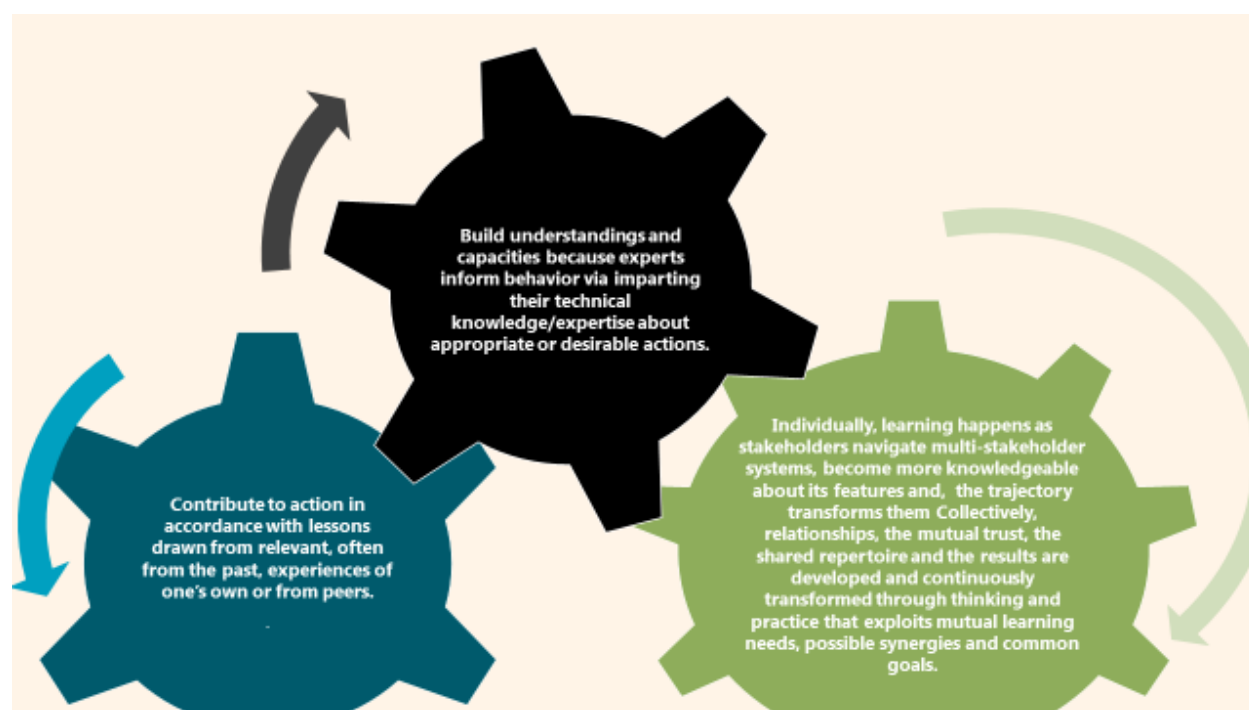 Build understandings and
capacities because experts
inform behavior via imparting
their technical
knowledge/expertise about
appropriate or desirable actions.
Contribute to action in
accordance with lessons
drawn from relevant, often
from the past, experiences of
one's own or from peers.
.
Individually, learning happens as
stakeholders navigate multi-stakeholder
systems, become more knowledgeable
about its features and, the trajectory
transforms them Collectively,
relationships, the mutual trust, the
shared repertoire and the results are
developed and continuously
transformed through thinking and
practice that exploits mutual learning
needs, possible synergies and common
goals.